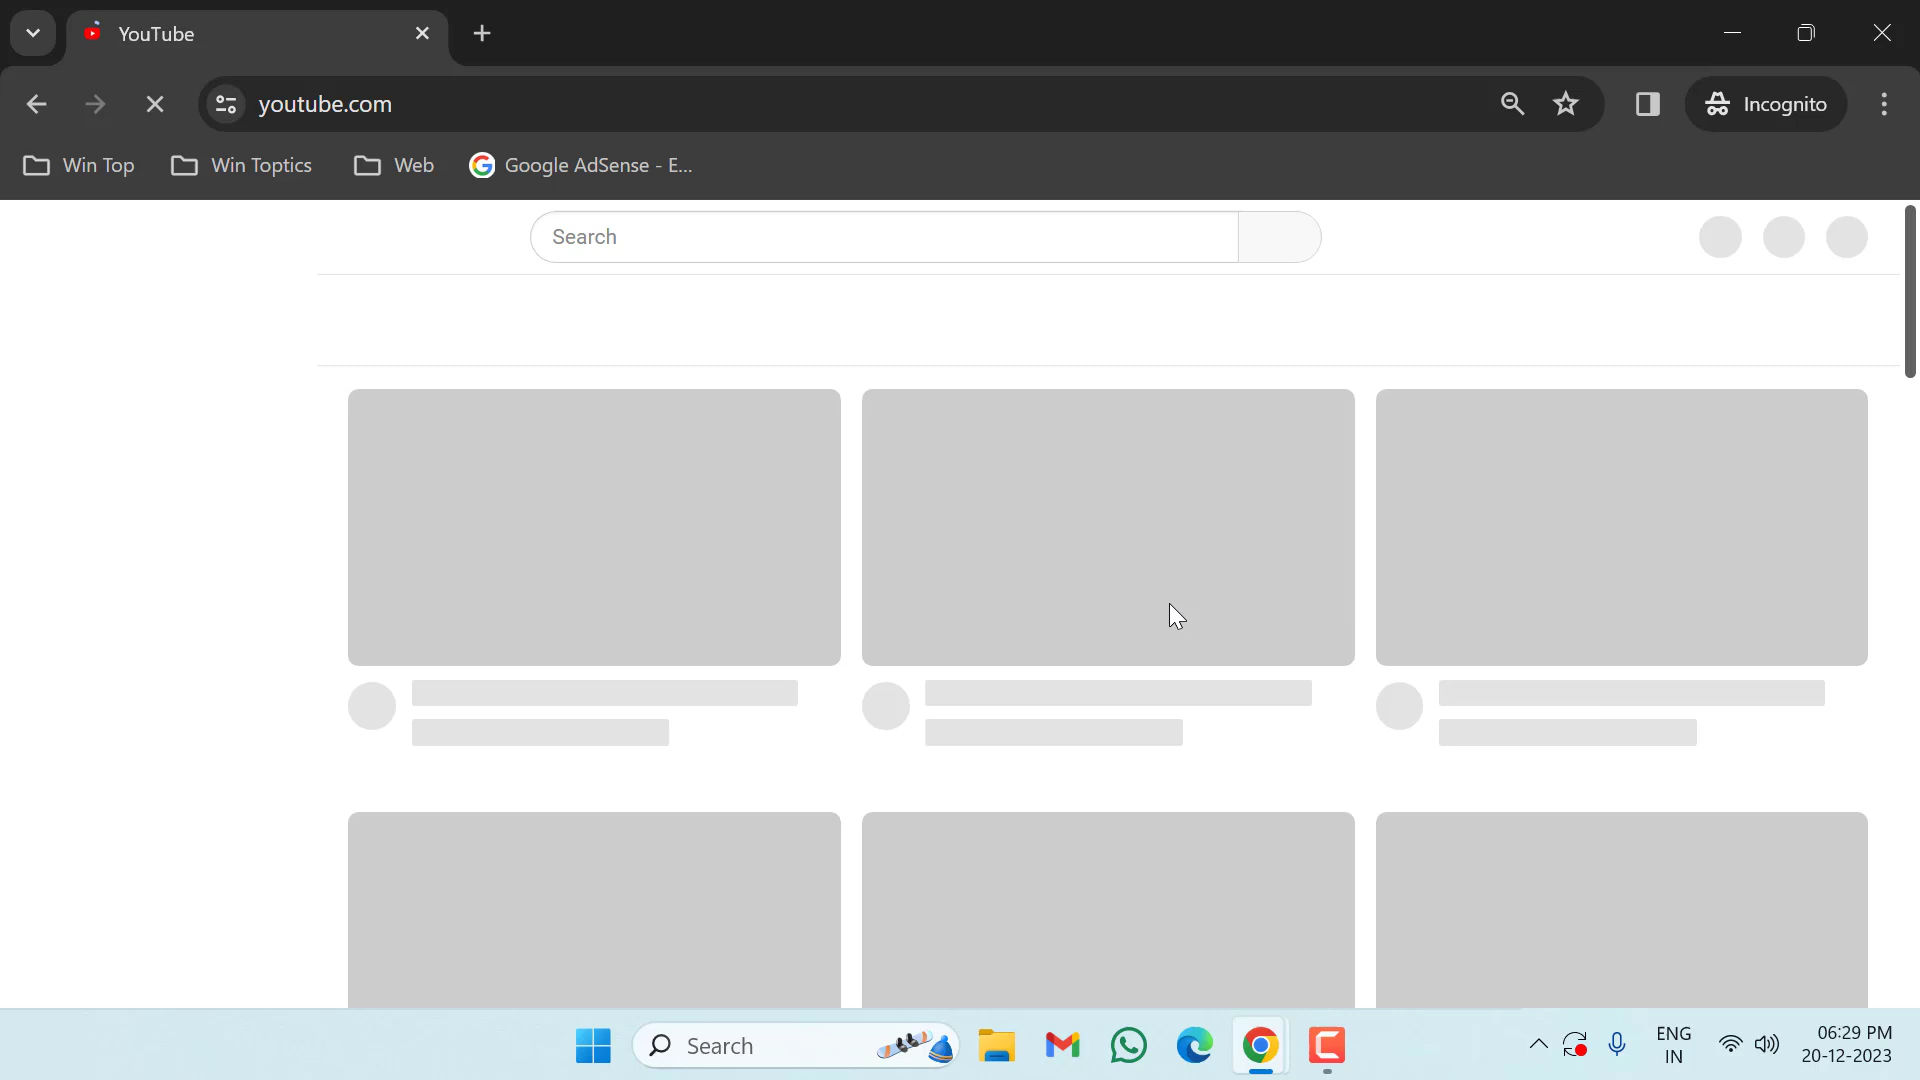 YouTube
youtube.com
Incognito
Win Top
Win Toptics
Web
Google AdSense - E...
Search
Search
ENG
IN
06:29 PM
20-12-2023